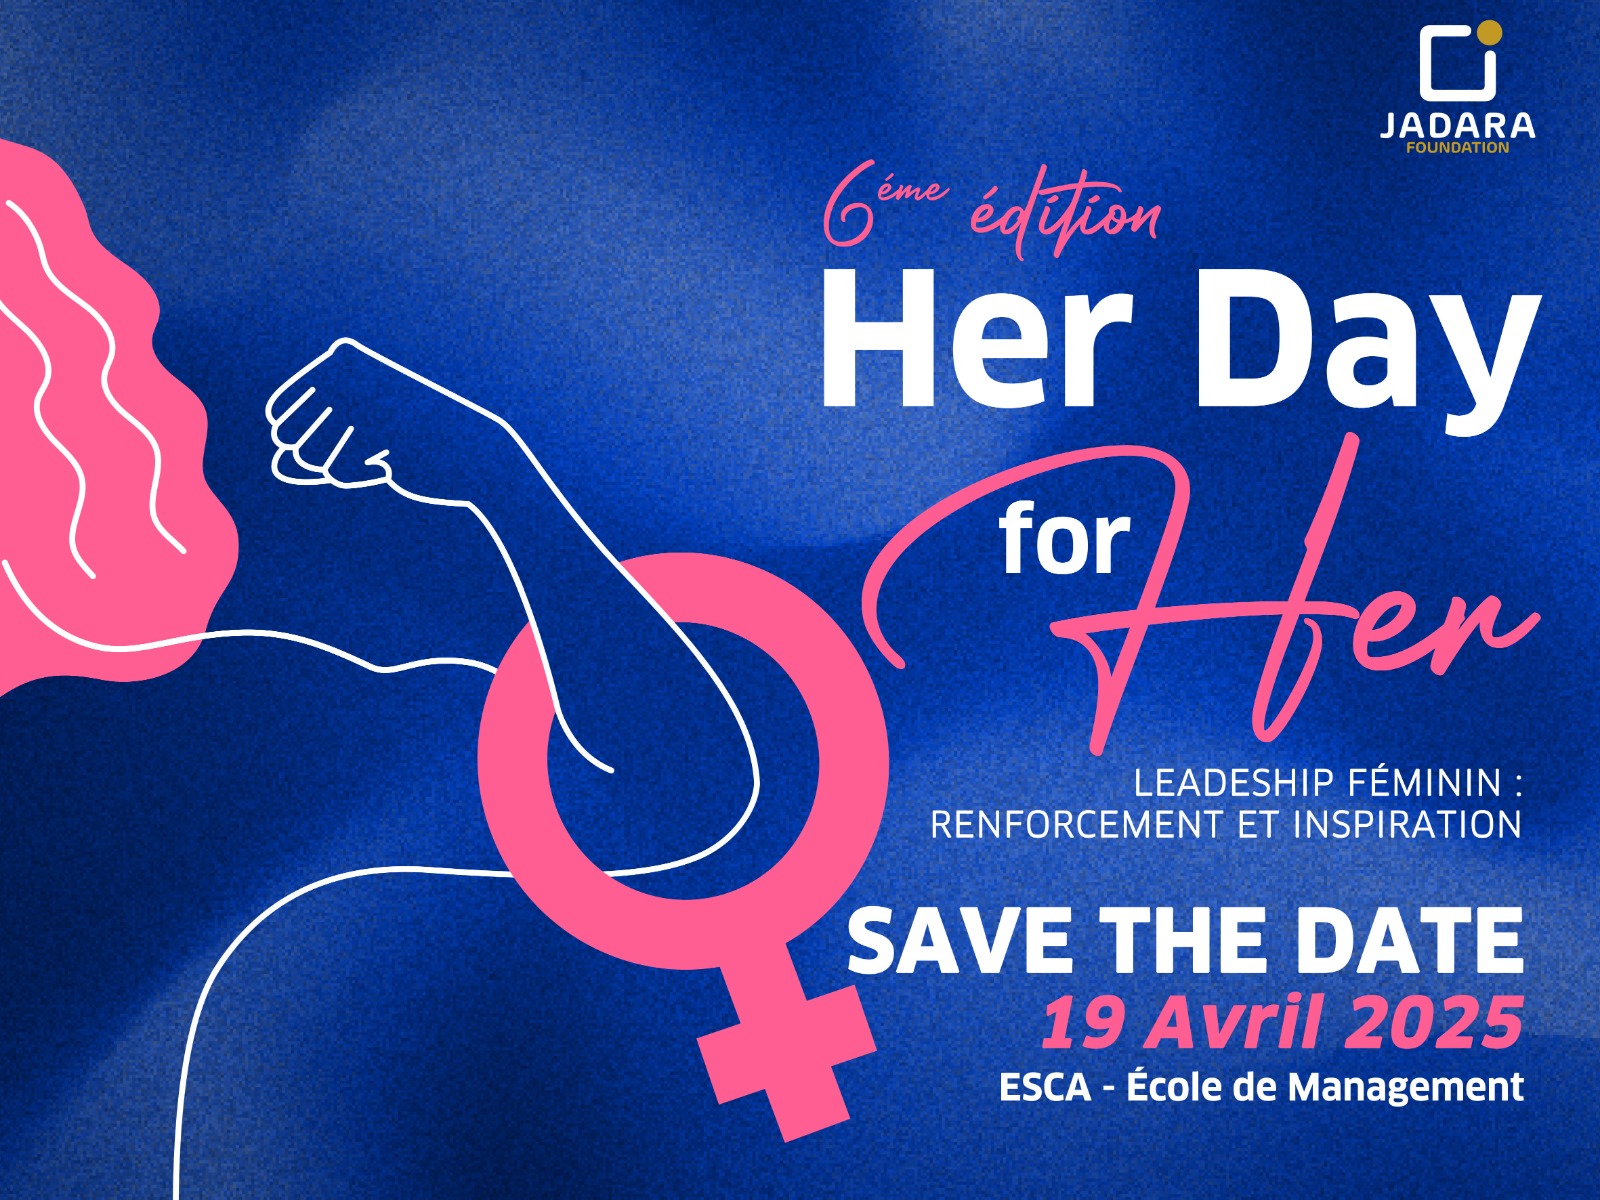 JADARA
FOUNDATION
6éme édition
Her Day
for Her
LEADESHIP FÉMININ :
RENFORCEMENT ET INSPIRATION
SAVE THE DATE
19 Avril 2025
ESCA - École de Management